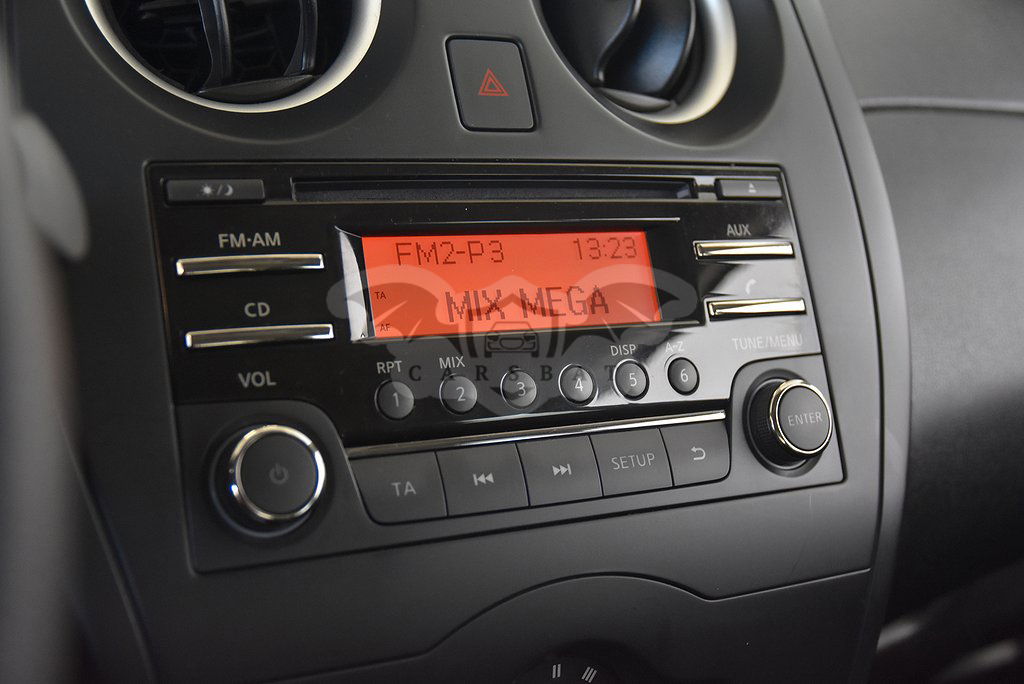 FM2-P3 13:23
TA
MIX MEGA
AF
FM·AM
CD
VOL
AUX
TUNE/MENU
RPT MIX DISP A-Z
1 2 3 4 5 6
CARSBAT
TA SETUP
ENTER